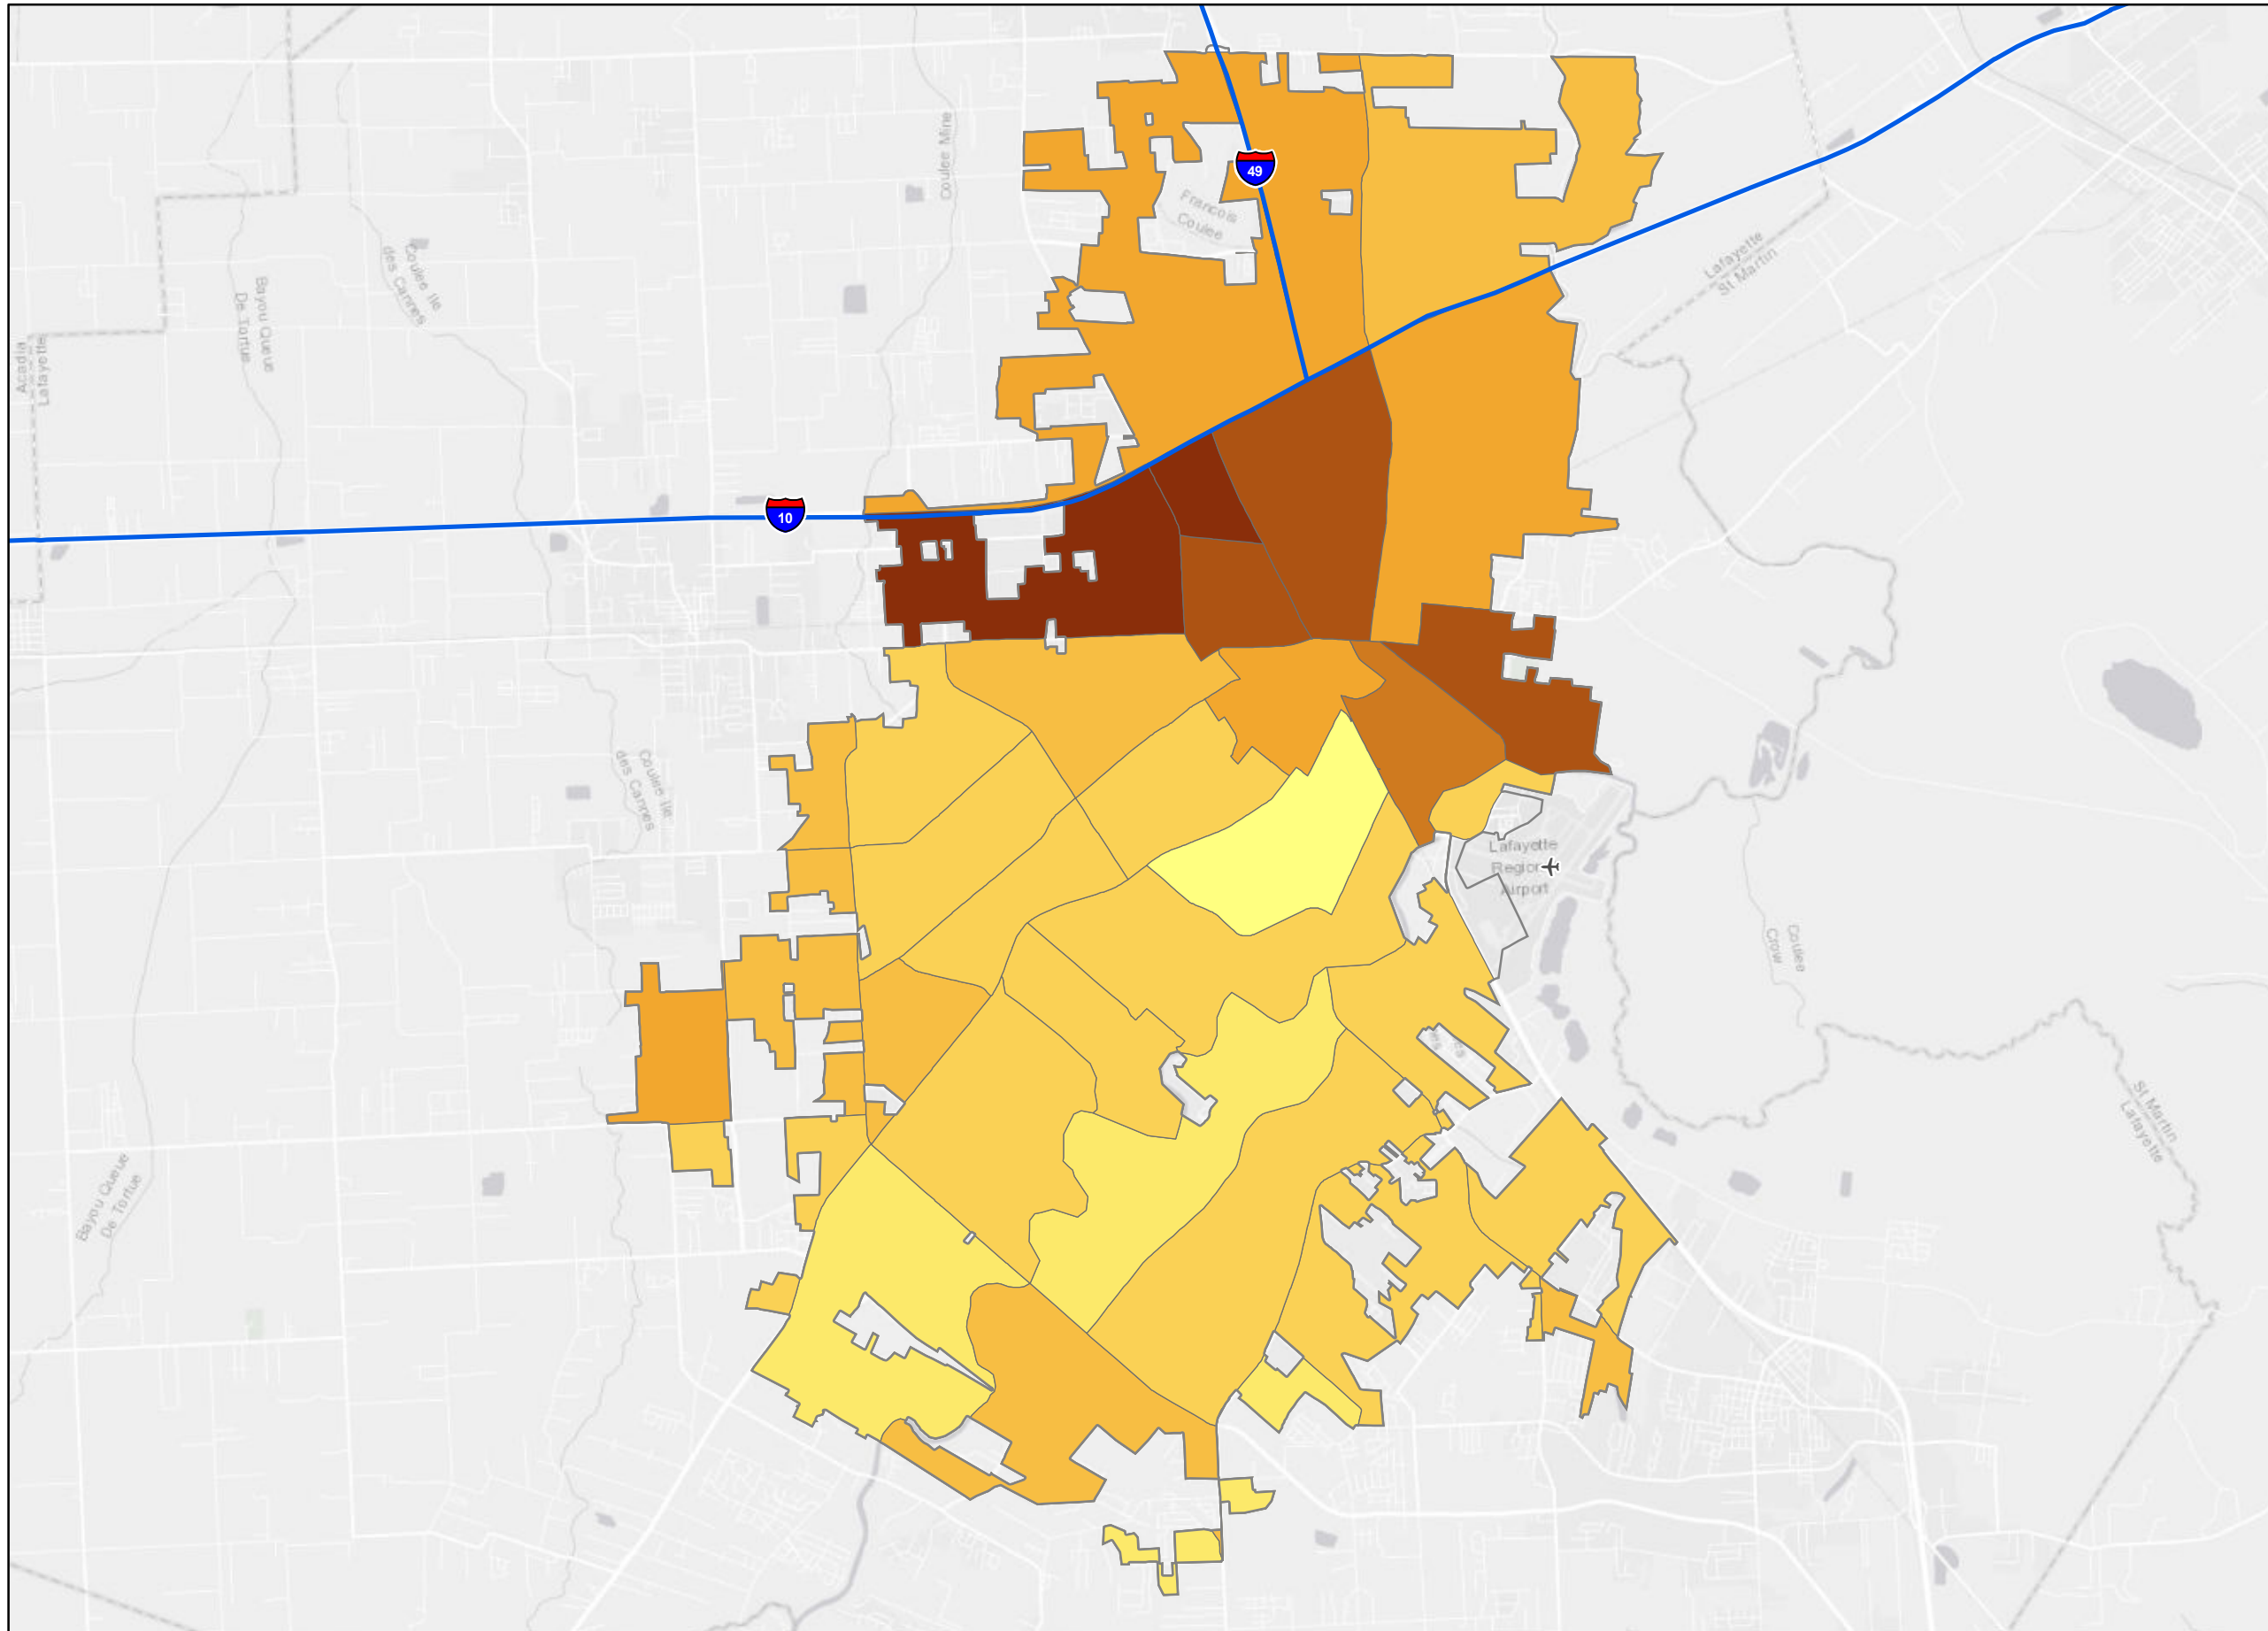 Coulee Mine
49
Francois
Coulee
Lafayette
St Martin
Coulee Ile
des Cannes
Bayou Queue
De Tortue
Acadia
Lafayette
10
Coulee Ile
des Cannes
Lafayette
Regional
Airport
Coulee
Crow
St Martin
Lafayette
Bayou Queue
De Tortue